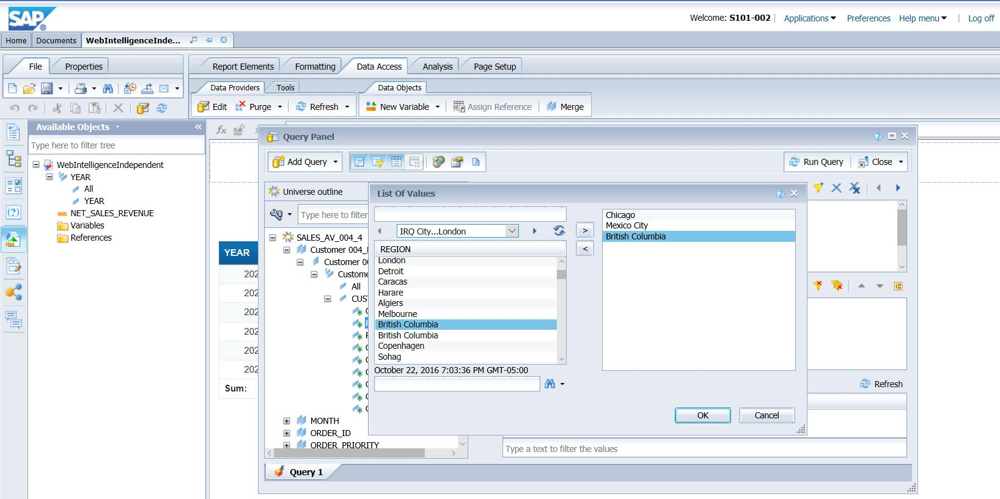 SAP®
Welcome: S101-002 Applications Preferences Help menu Log off
Home Documents WebIntelligenceInde...
File Properties Report Elements Formatting Data Access Analysis Page Setup
Data Providers Tools Data Objects
Edit Purge Refresh New Variable Assign Reference Merge
Available Objects
Type here to filter tree
WebIntelligenceIndependent
YEAR
All
YEAR
NET_SALES_REVENUE
Variables
References
YEAR
202
202
202
202
202
202
Sum:
Query Panel
Add Query Run Query Close
Universe outline
Type here to filter
SALES_AV_004_4
Customer 004_
Customer 0
Custome
All
CUS
MONTH
ORDER_ID
ORDER_PRIORITY
List Of Values
IRQ City...London
REGION
London
Detroit
Caracas
Harare
Algiers
Melbourne
British Columbia
British Columbia
Copenhagen
Sohag
October 22, 2016 7:03:36 PM GMT-05:00
>
<
Chicago
Mexico City
British Columbia
OK Cancel
Refresh
Type a text to filter the values
Query 1